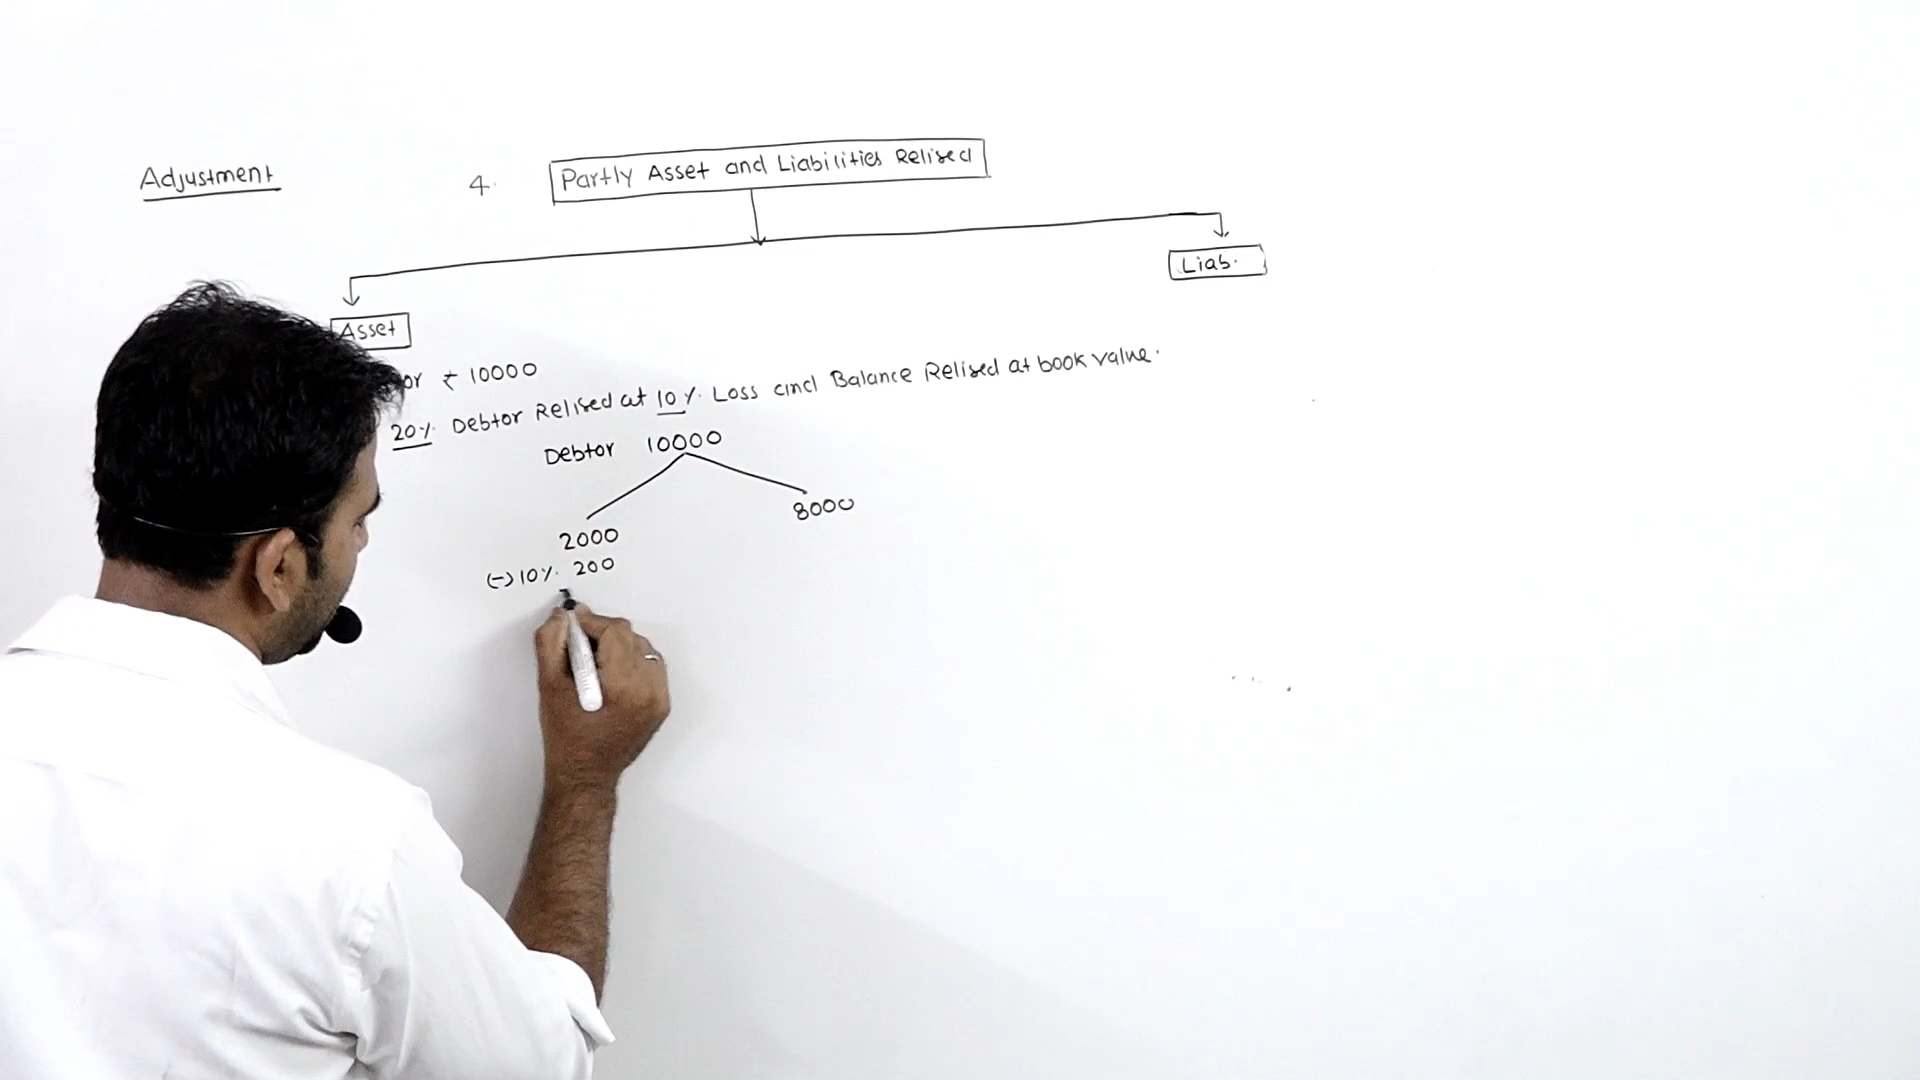 Adjustment
4. Partly Asset and Liabilities Relised
Liab.
Asset
or ₹ 10000
20% Debtor Relised at 10% Loss and Balance Relised at book value.
Debtor 10000
2000 8000
(-) 10% 200